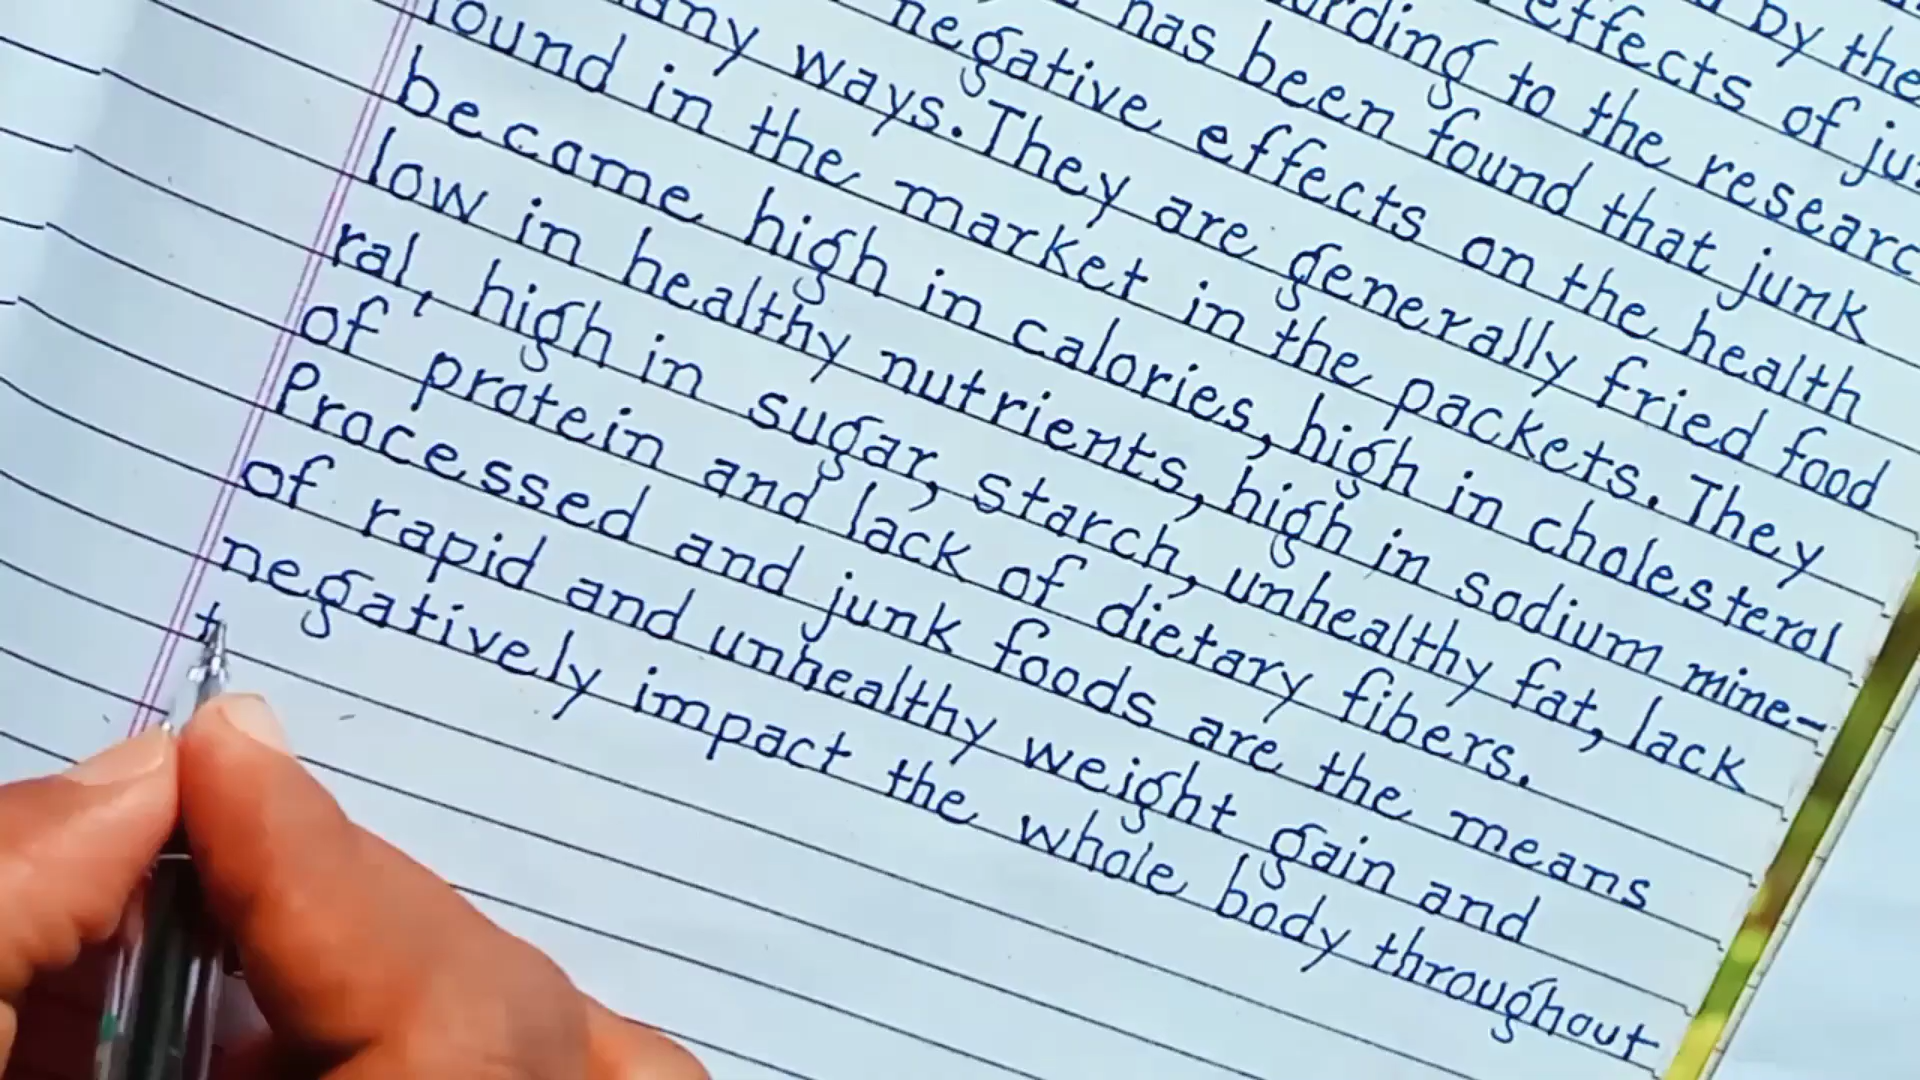 by the
effects of ju
rding to the researc
has been found that junk
negative effects on the health
any ways. They are generally fried food
found in the market in the packets. They
become high in calories, high in cholesterol
low in healthy nutrients, high in sodium mine-
ral, high in sugar, starch, unhealthy fat, lack
of protein and lack of dietary fibers.
Processed and junk foods are the means
of rapid and unhealthy weight gain and
negatively impact the whole body throughout
t